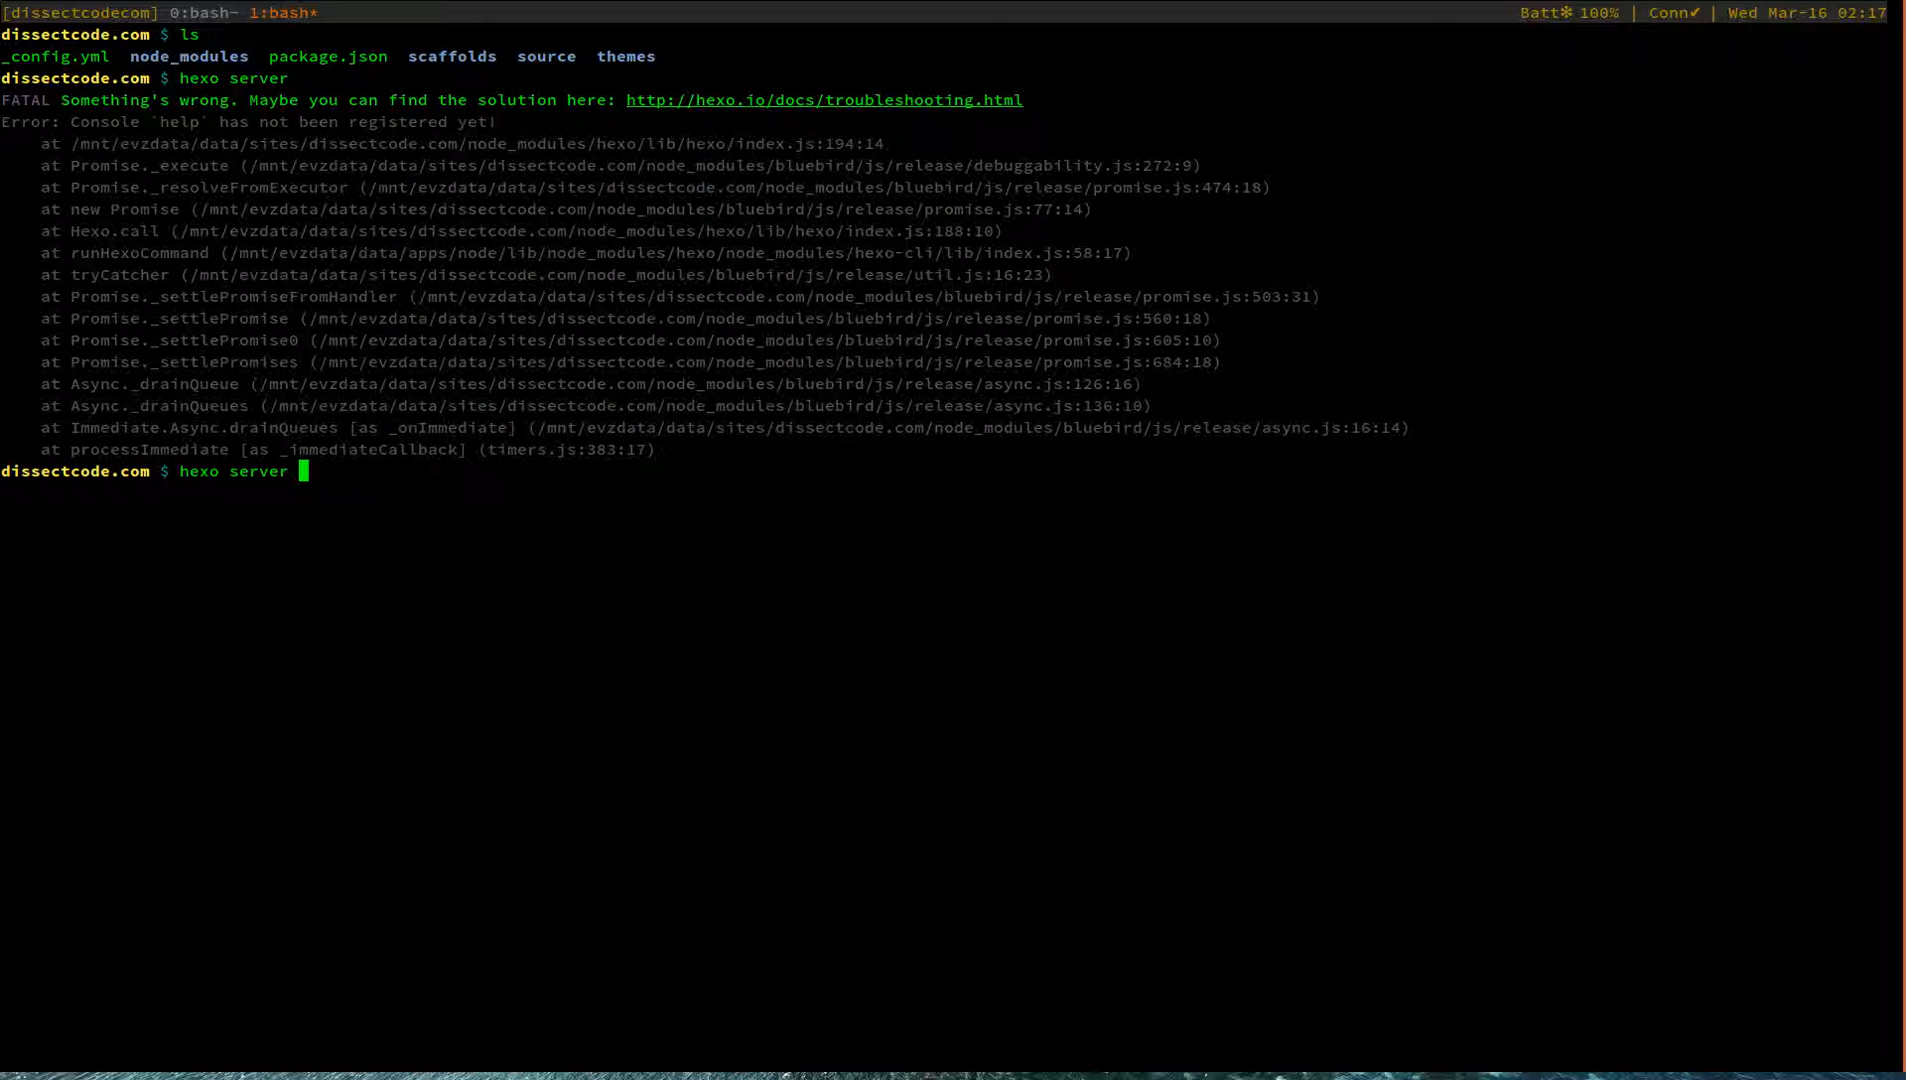 [dissectcodecom] 0:bash- 1:bash* Batt❇ 100% | Conn✔ | Wed Mar-16 02:17
dissectcode.com $ ls
_config.yml node_modules package.json scaffolds source themes
dissectcode.com $ hexo server
FATAL Something's wrong. Maybe you can find the solution here: http://hexo.io/docs/troubleshooting.html
Error: Console `help` has not been registered yet!
at /mnt/evzdata/data/sites/dissectcode.com/node_modules/hexo/lib/hexo/index.js:194:14
at Promise._execute (/mnt/evzdata/data/sites/dissectcode.com/node_modules/bluebird/js/release/debuggability.js:272:9)
at Promise._resolveFromExecutor (/mnt/evzdata/data/sites/dissectcode.com/node_modules/bluebird/js/release/promise.js:474:18)
at new Promise (/mnt/evzdata/data/sites/dissectcode.com/node_modules/bluebird/js/release/promise.js:77:14)
at Hexo.call (/mnt/evzdata/data/sites/dissectcode.com/node_modules/hexo/lib/hexo/index.js:188:10)
at runHexoCommand (/mnt/evzdata/data/apps/node/lib/node_modules/hexo/node_modules/hexo-cli/lib/index.js:58:17)
at tryCatcher (/mnt/evzdata/data/sites/dissectcode.com/node_modules/bluebird/js/release/util.js:16:23)
at Promise._settlePromiseFromHandler (/mnt/evzdata/data/sites/dissectcode.com/node_modules/bluebird/js/release/promise.js:503:31)
at Promise._settlePromise (/mnt/evzdata/data/sites/dissectcode.com/node_modules/bluebird/js/release/promise.js:560:18)
at Promise._settlePromise0 (/mnt/evzdata/data/sites/dissectcode.com/node_modules/bluebird/js/release/promise.js:605:10)
at Promise._settlePromises (/mnt/evzdata/data/sites/dissectcode.com/node_modules/bluebird/js/release/promise.js:684:18)
at Async._drainQueue (/mnt/evzdata/data/sites/dissectcode.com/node_modules/bluebird/js/release/async.js:126:16)
at Async._drainQueues (/mnt/evzdata/data/sites/dissectcode.com/node_modules/bluebird/js/release/async.js:136:10)
at Immediate.Async.drainQueues [as _onImmediate] (/mnt/evzdata/data/sites/dissectcode.com/node_modules/bluebird/js/release/async.js:16:14)
at processImmediate [as _immediateCallback] (timers.js:383:17)
dissectcode.com $ hexo server